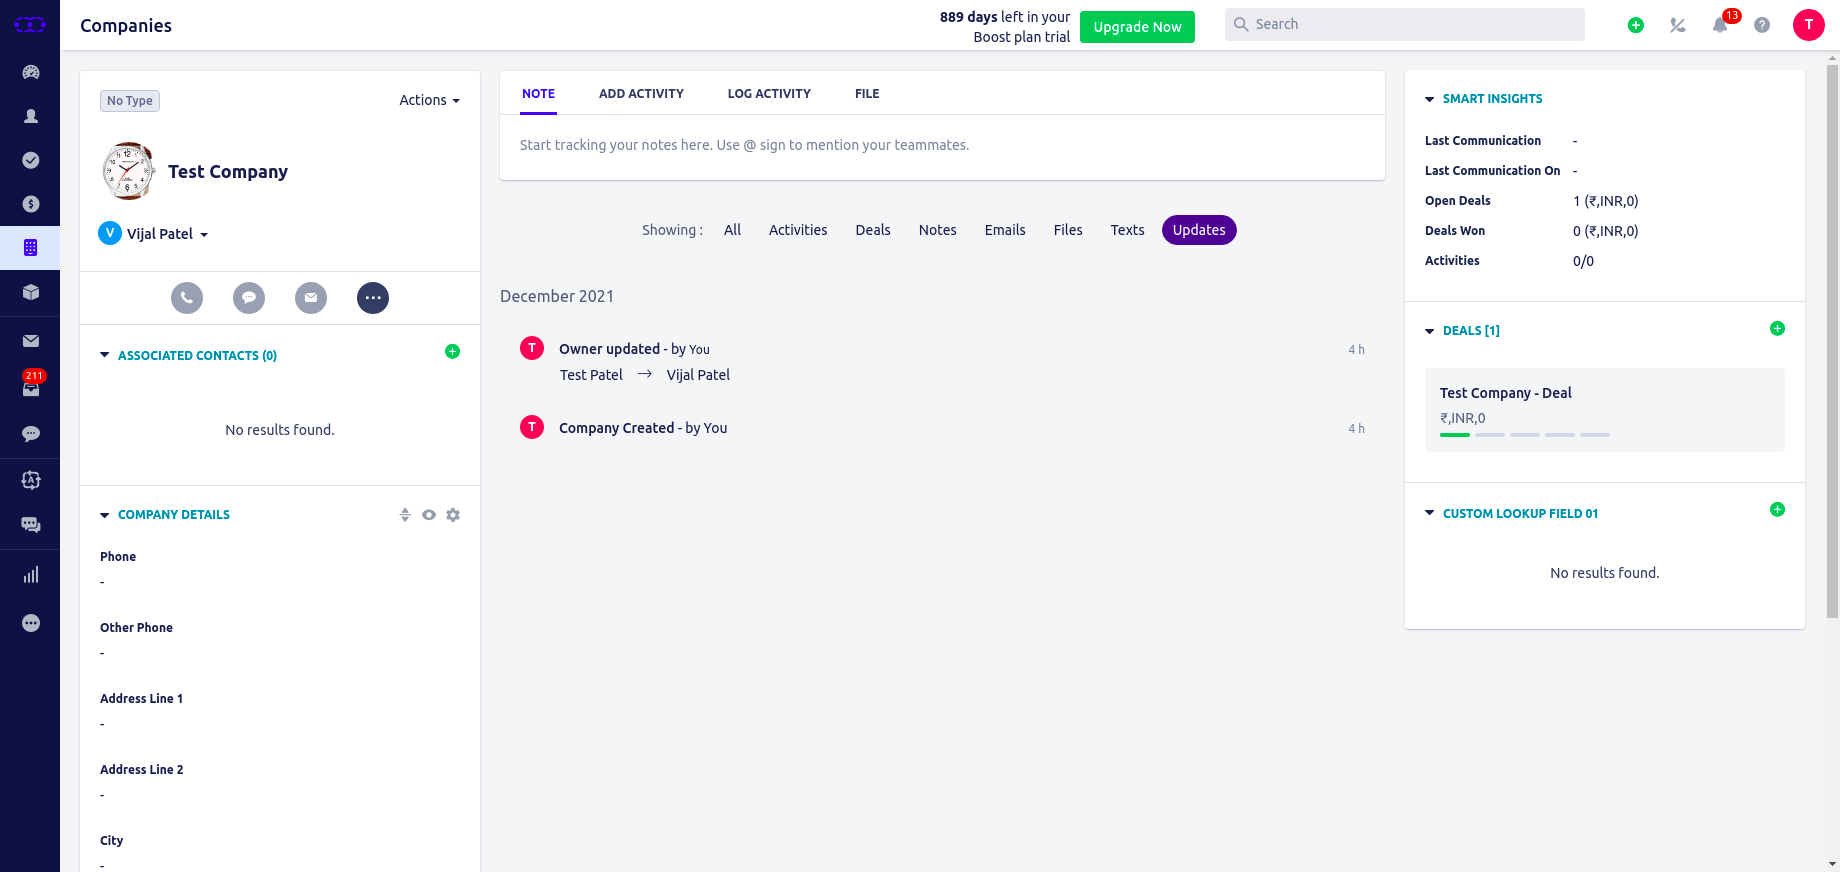 Companies
889 days left in your
Boost plan trial
Upgrade Now
Search
13
T
No Type
Actions
Test Company
V
Vijal Patel
ASSOCIATED CONTACTS (0)
No results found.
COMPANY DETAILS
Phone
-
Other Phone
-
Address Line 1
-
Address Line 2
-
City
-
211
NOTE
ADD ACTIVITY
LOG ACTIVITY
FILE
Start tracking your notes here. Use @ sign to mention your teammates.
Showing :
All
Activities
Deals
Notes
Emails
Files
Texts
Updates
December 2021
T
Owner updated - by You
4 h
Test Patel → Vijal Patel
T
Company Created - by You
4 h
SMART INSIGHTS
Last Communication -
Last Communication On -
Open Deals 1 (₹,INR,0)
Deals Won 0 (₹,INR,0)
Activities 0/0
DEALS [1]
Test Company - Deal
₹,INR,0
CUSTOM LOOKUP FIELD 01
No results found.